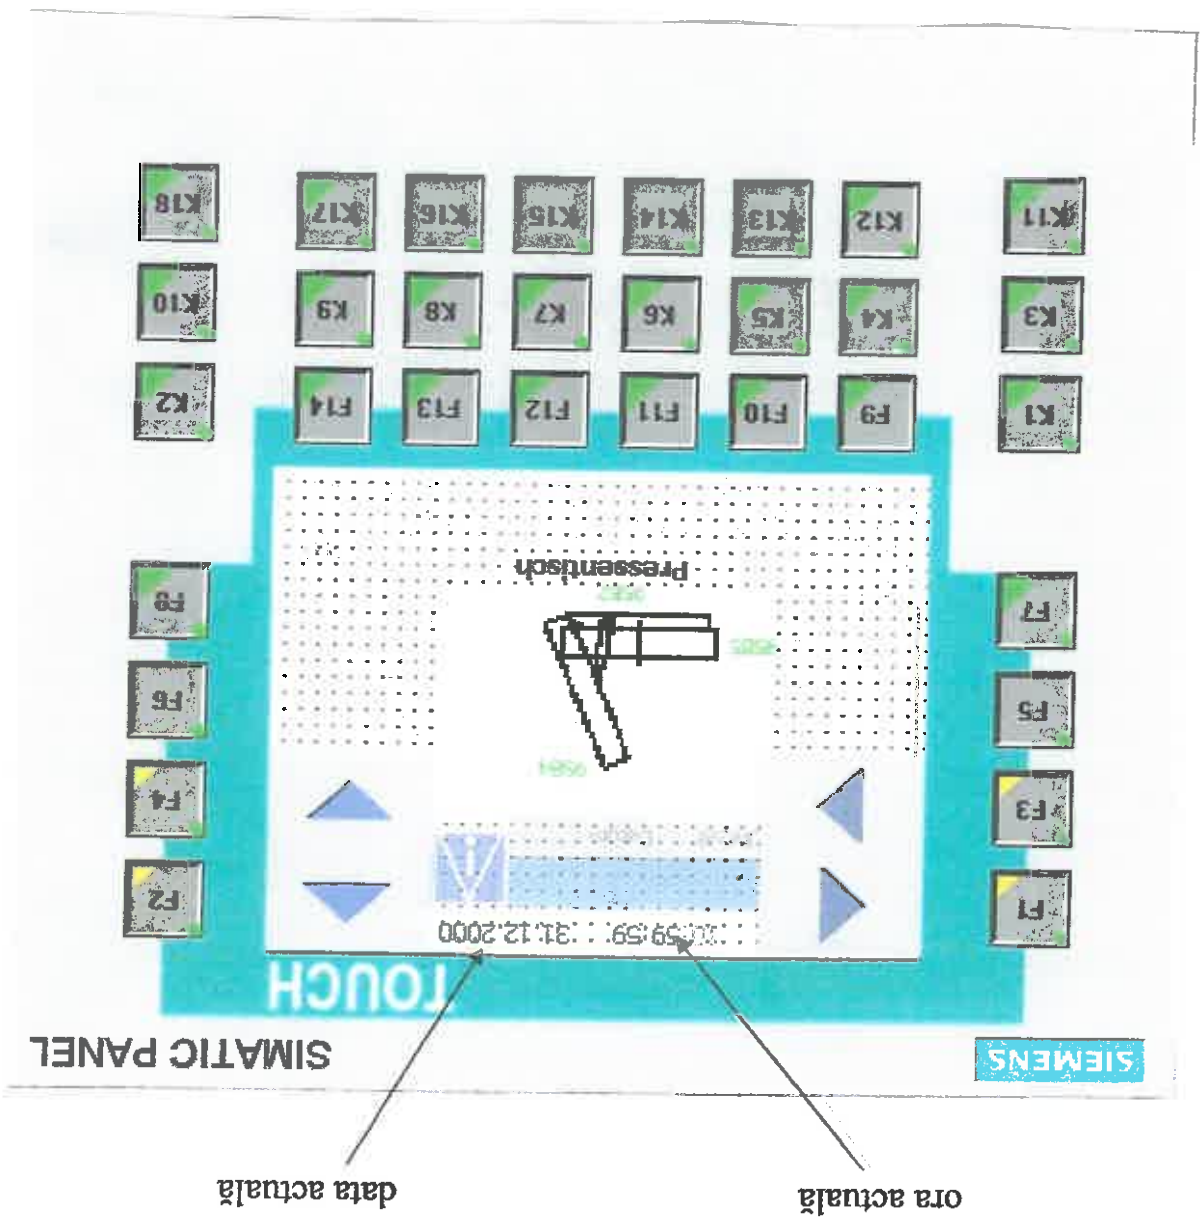 ora actuală data actuală
SIEMENS SIMATIC PANEL
TOUCH
31.12.2000
F1 F2
F3 F4
F5 F6
F7 F8
Pressentisch
K1 F9 F10 F11 F12 F13 F14 K2
K3 K4 K5 K6 K7 K8 K9 K10
K11 K12 K13 K14 K15 K16 K17 K18